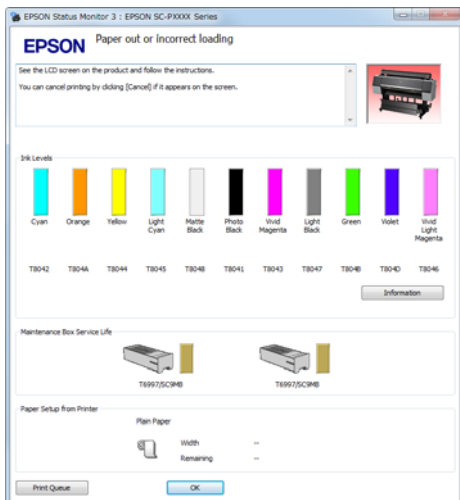 EPSON Status Monitor 3 : EPSON SC-PXXXX Series
EPSON
Paper out or incorrect loading
See the LCD screen on the product and follow the instructions.
You can cancel printing by clicking [Cancel] if it appears on the screen.
Ink Levels
Cyan Orange Yellow Light Cyan Matte Black Photo Black Vivid Magenta Light Black Green Violet Vivid Light Magenta
T8042 T804A T8044 T8045 T8048 T8041 T8043 T8047 T804B T804D T8046
Information
Maintenance Box Service Life
T6997/SC9MB T6997/SC9MB
Paper Setup from Printer
Plain Paper
Width --
Remaining --
Print Queue OK